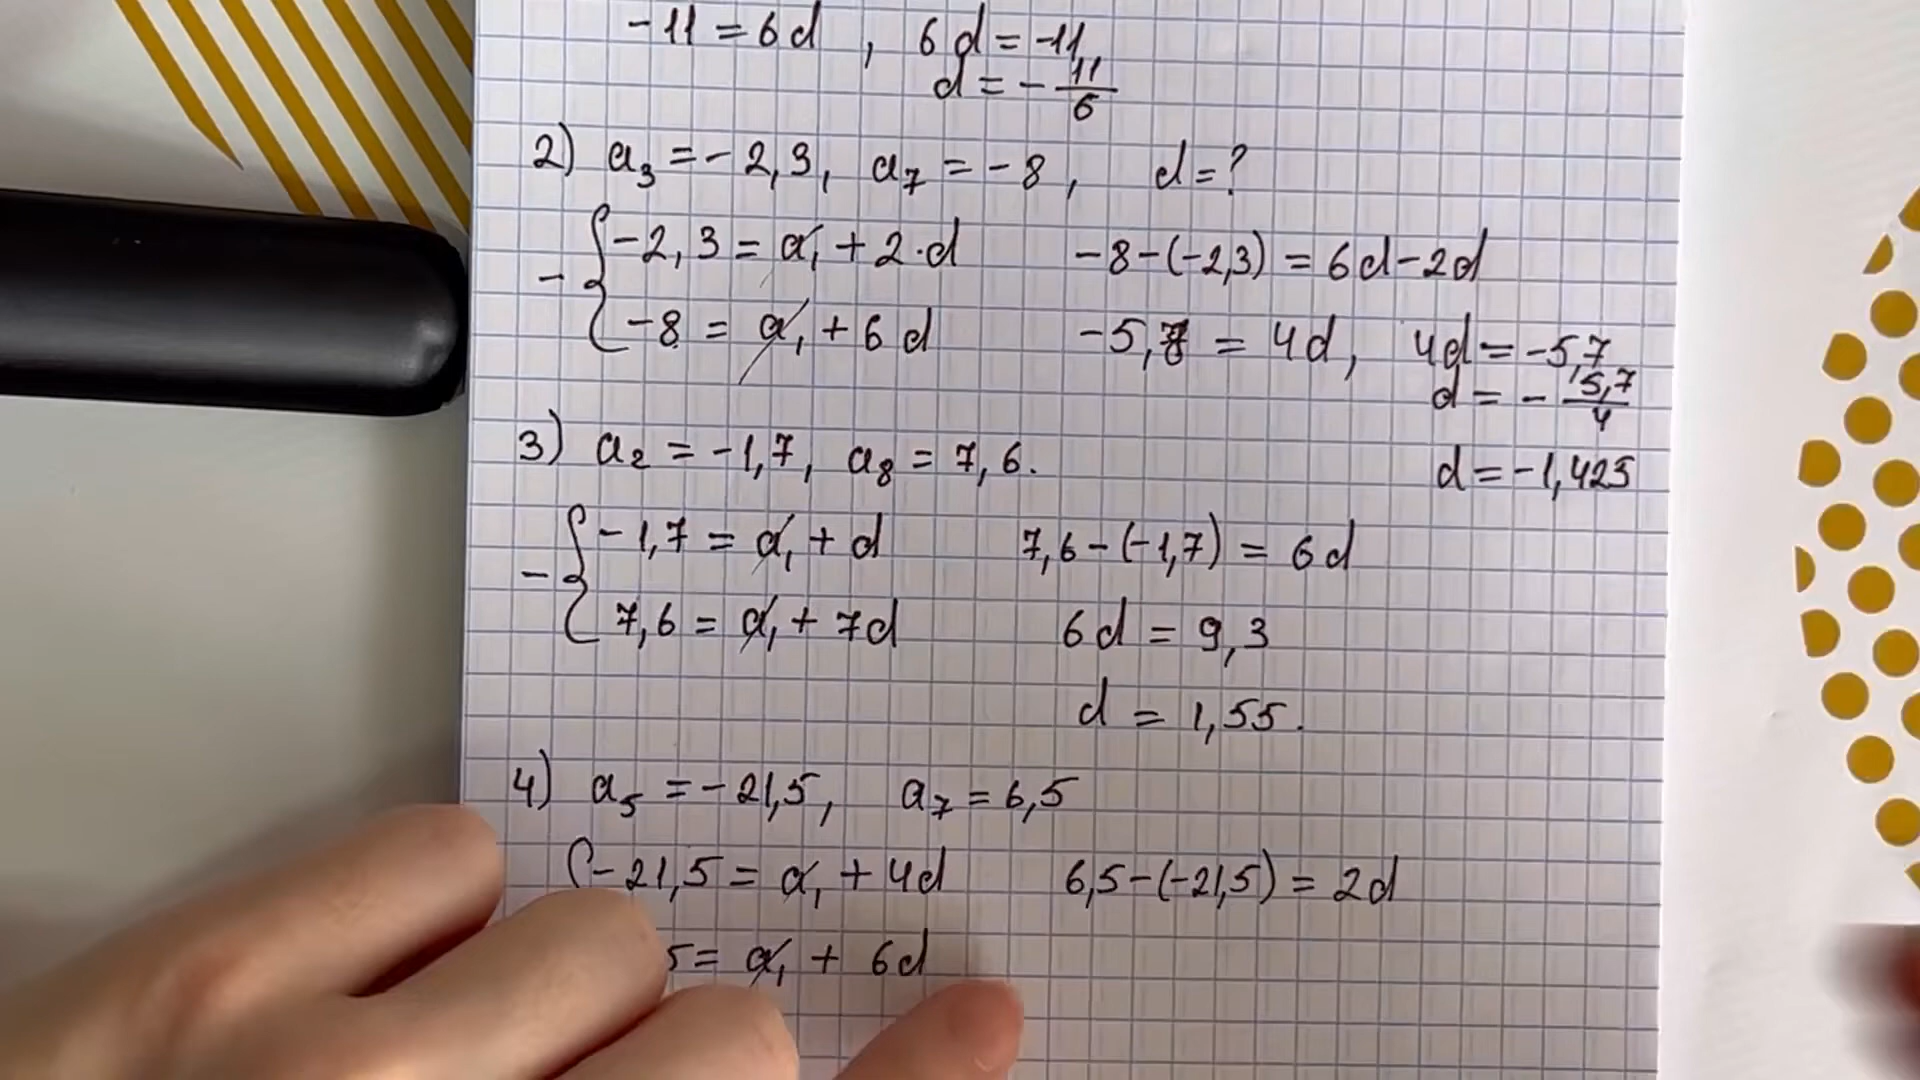 -11 = 6d , 6d = -11
d = - 11/6
2) a₃ = -2,3, a₇ = -8, d = ?
- { -2,3 = a₁ + 2·d    -8-(-2,3) = 6d-2d
-8 = a₁ + 6d    -5,7 = 4d, 4d = -5,7
d = - 5,7/4
3) a₂ = -1,7, a₈ = 7,6.    d = -1,425
- { -1,7 = a₁ + d    7,6-(-1,7) = 6d
7,6 = a₁ + 7d    6d = 9,3
d = 1,55.
4) a₅ = -21,5, a₇ = 6,5
{ -21,5 = a₁ + 4d    6,5-(-21,5) = 2d
5 = a₁ + 6d